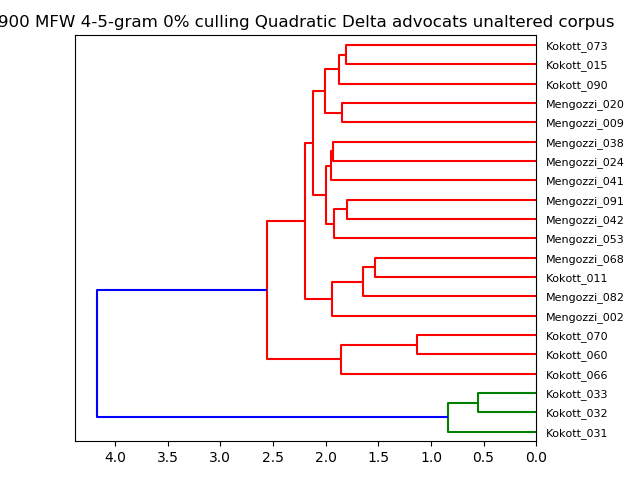 900 MFW 4-5-gram 0% culling Quadratic Delta advocats unaltered corpus
Kokott_073
Kokott_015
Kokott_090
Mengozzi_020
Mengozzi_009
Mengozzi_038
Mengozzi_024
Mengozzi_041
Mengozzi_091
Mengozzi_042
Mengozzi_053
Mengozzi_068
Kokott_011
Mengozzi_082
Mengozzi_002
Kokott_070
Kokott_060
Kokott_066
Kokott_033
Kokott_032
Kokott_031
4.0 3.5 3.0 2.5 2.0 1.5 1.0 0.5 0.0